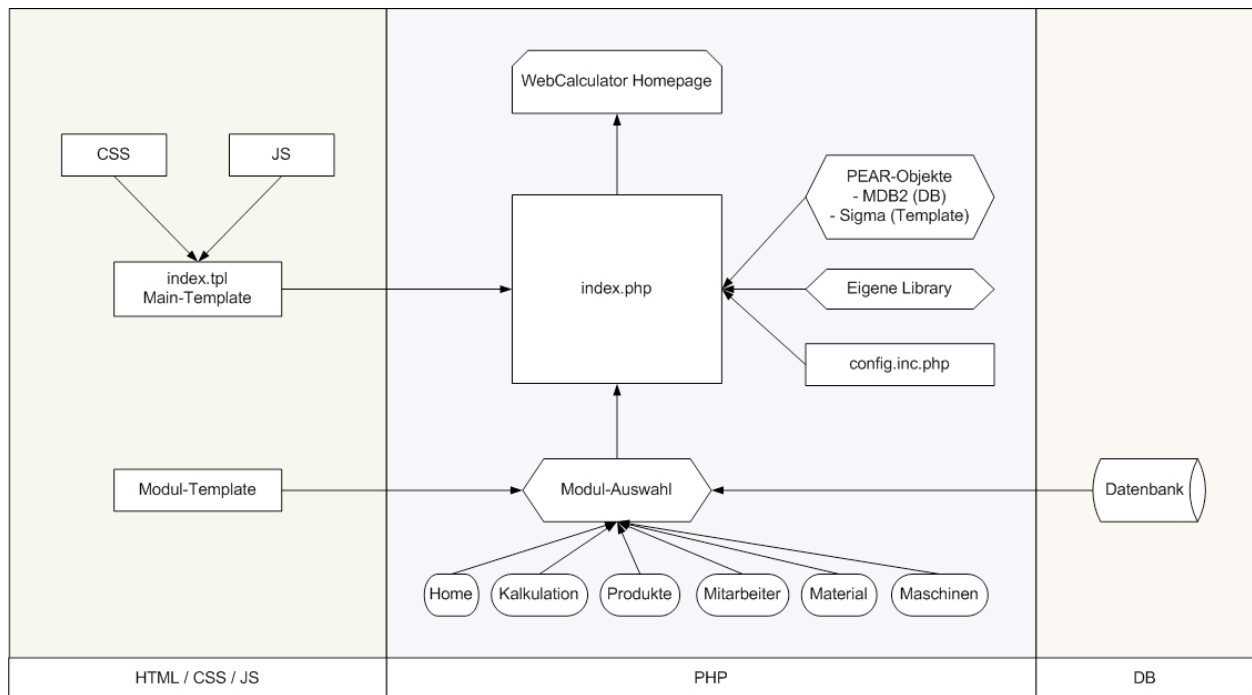 WebCalculator Homepage
CSS
JS
PEAR-Objekte
- MDB2 (DB)
- Sigma (Template)
index.tpl
Main-Template
index.php
Eigene Library
config.inc.php
Modul-Template
Modul-Auswahl
Datenbank
Home
Kalkulation
Produkte
Mitarbeiter
Material
Maschinen
HTML / CSS / JS
PHP
DB